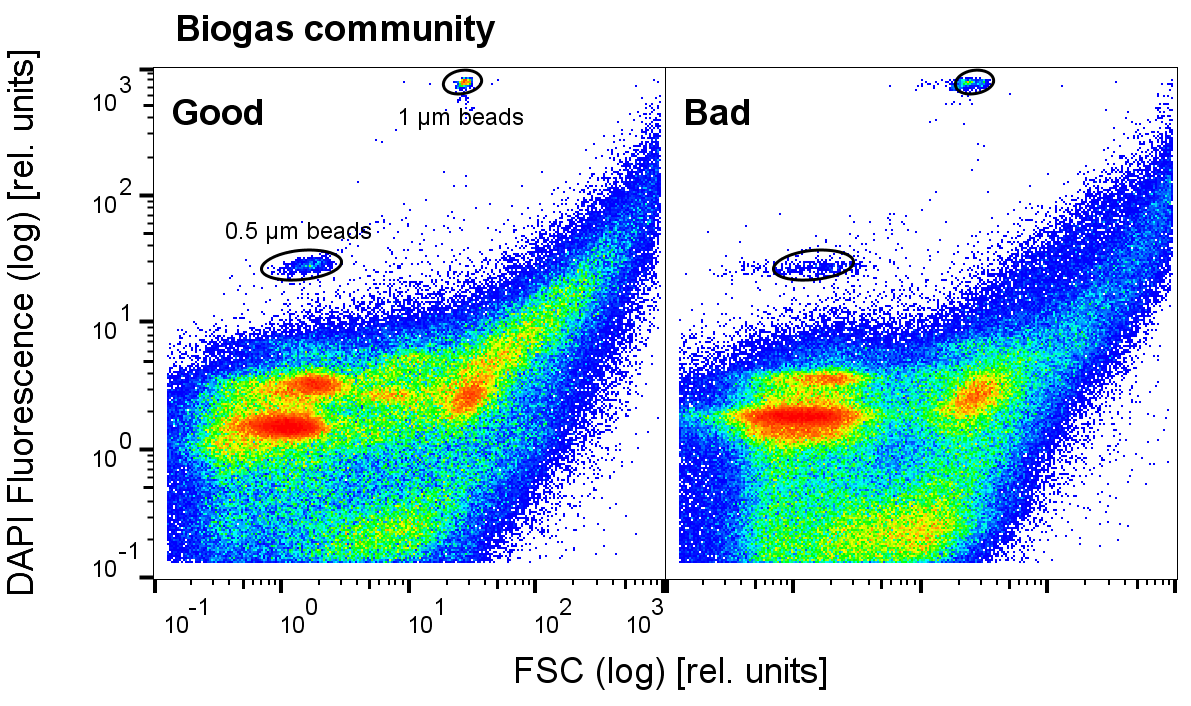 Biogas community
DAPI Fluorescence (log) [rel. units]
Good
1 µm beads
0.5 µm beads
Bad
10³
10²
10¹
10⁰
10⁻¹
10⁻¹ 10⁰ 10¹ 10² 10³
FSC (log) [rel. units]